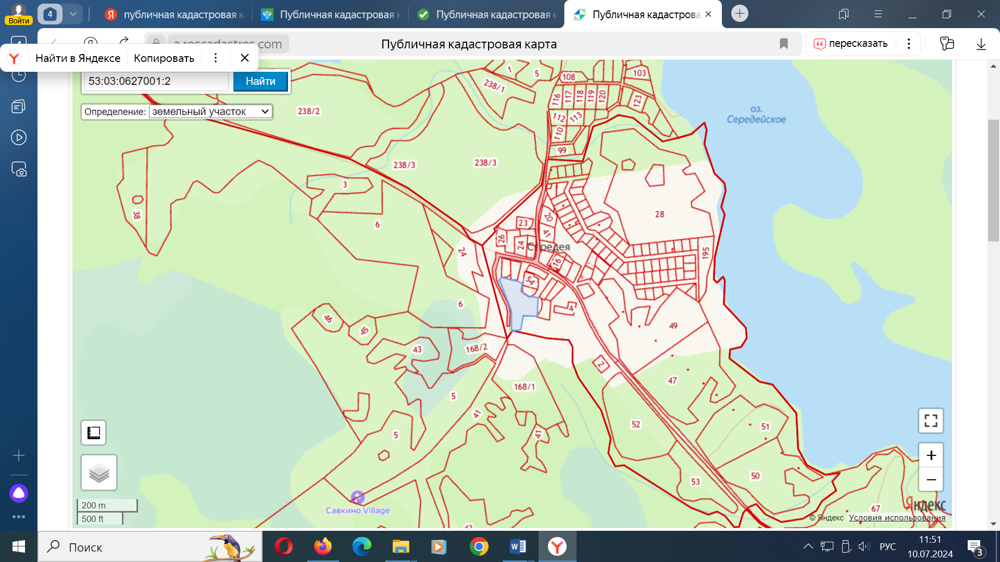 Войти
4
публичная кадастровая к
Публичная кадастровая к
Публичная кадастровая к
Публичная кадастрова
a.roscadastres.com
Публичная кадастровая карта
пересказать
Найти в Яндексе
Копировать
53:03:0627001:2
Найти
Определение:
земельный участок
1
5
108
103
238/1
116
117
118
119
120
123
238/2
112
113
оз.
Середейское
110
99
238/3
238/3
3
38
6
28
20
23
41
26
24
Середея
24
195
16
54
6
4
46
45
49
43
168/2
2
168/1
47
5
41
52
51
5
41
50
53
67
Савкино Village
200 m
500 ft
Яндекс
© Яндекс
Условия использования
Поиск
РУС
11:51
10.07.2024
3